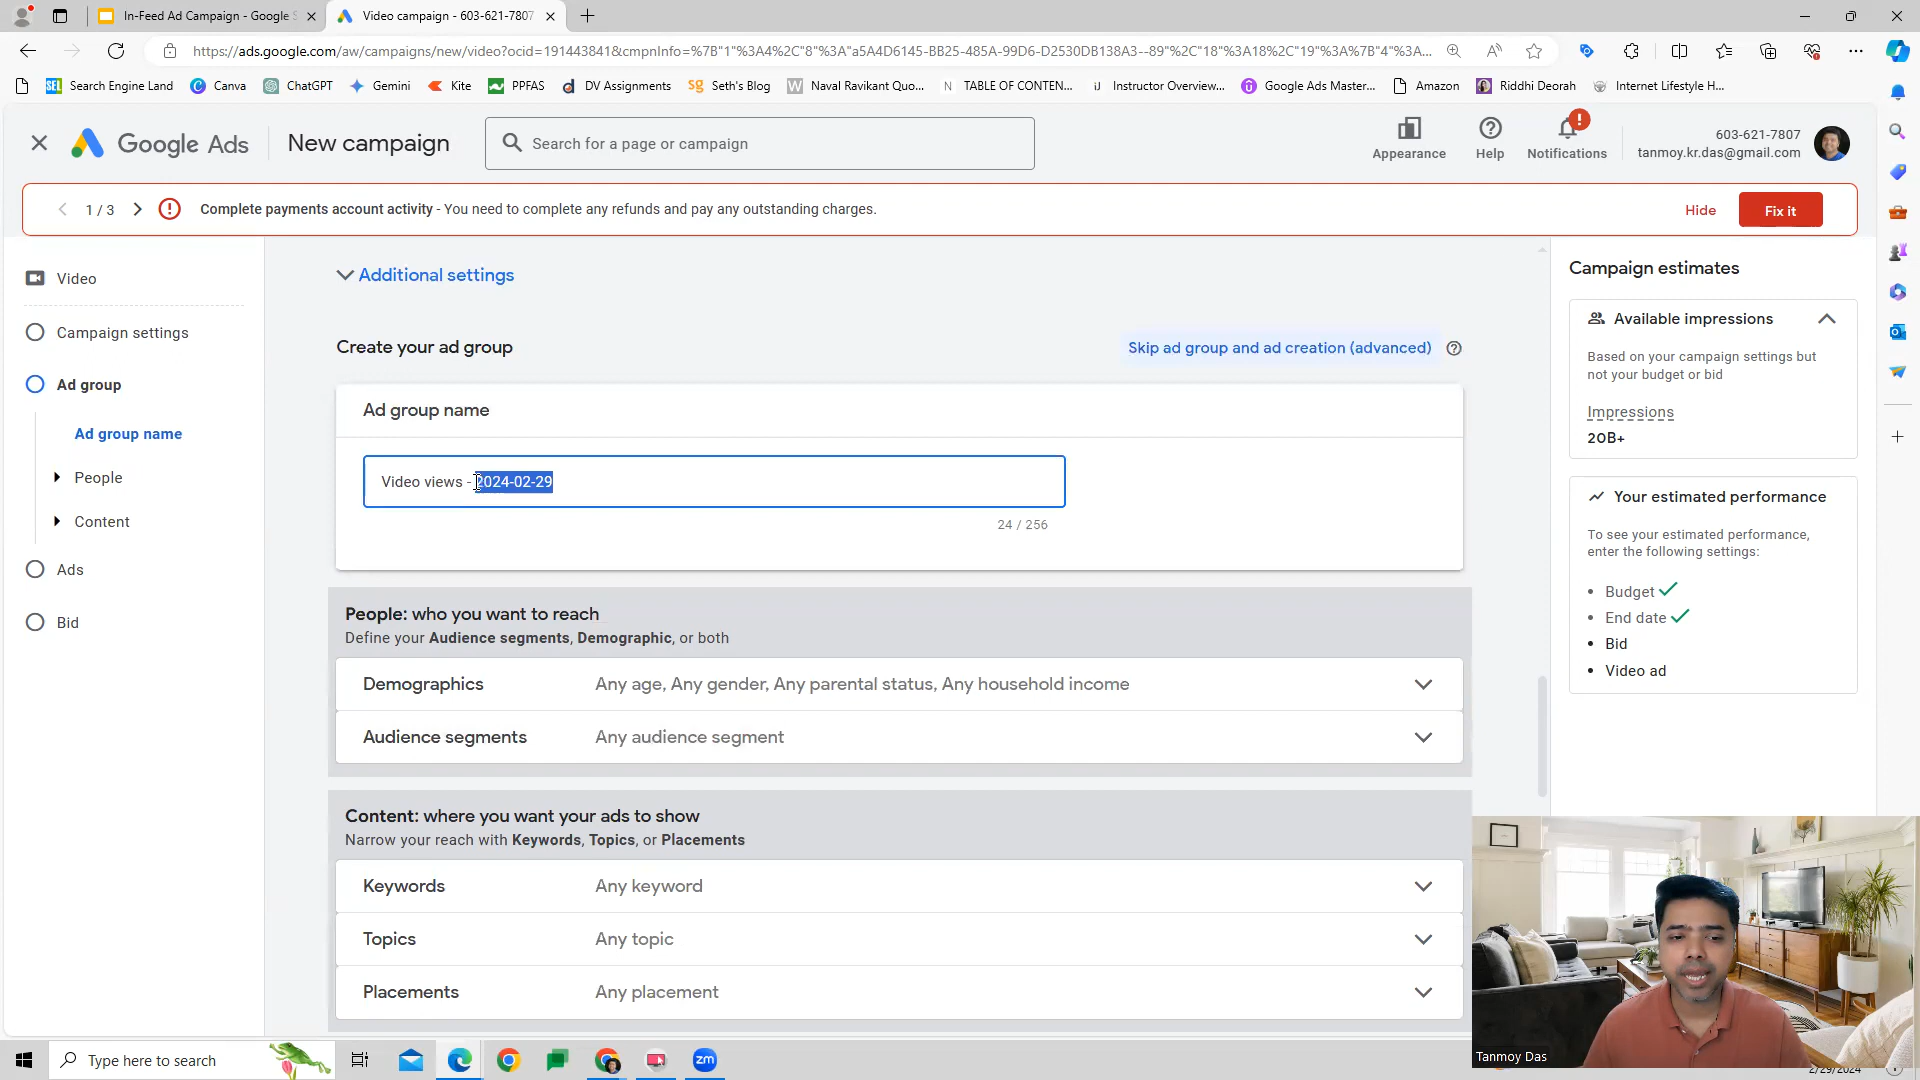 In-Feed Ad Campaign - Google S
Video campaign - 603-621-7807
https://ads.google.com/aw/campaigns/new/video?ocid=191443841&cmpnInfo=%7B"1"%3A4%2C"8"%3A"a5A4D6145-BB25-485A-99D6-D2530DB138A3--89"%2C"18"%3A18%2C"19"%3A%7B"4"%3A...
SEL Search Engine Land
Canva
ChatGPT
Gemini
Kite
PPFAS
DV Assignments
Seth's Blog
Naval Ravikant Quo...
TABLE OF CONTEN...
Instructor Overview...
Google Ads Master...
Amazon
Riddhi Deorah
Internet Lifestyle H...
Google Ads
New campaign
Search for a page or campaign
Appearance
Help
Notifications
603-621-7807
tanmoy.kr.das@gmail.com
1 / 3
Complete payments account activity - You need to complete any refunds and pay any outstanding charges.
Hide
Fix it
Video
Campaign settings
Ad group
Ad group name
People
Content
Ads
Bid
Additional settings
Create your ad group
Skip ad group and ad creation (advanced)
Ad group name
Video views - 2024-02-29
24 / 256
People: who you want to reach
Define your Audience segments, Demographic, or both
Demographics Any age, Any gender, Any parental status, Any household income
Audience segments Any audience segment
Content: where you want your ads to show
Narrow your reach with Keywords, Topics, or Placements
Keywords Any keyword
Topics Any topic
Placements Any placement
Campaign estimates
Available impressions
Based on your campaign settings but
not your budget or bid
Impressions
20B+
Your estimated performance
To see your estimated performance,
enter the following settings:
• Budget
• End date
• Bid
• Video ad
Tanmoy Das
Type here to search
zm
2/29/2024